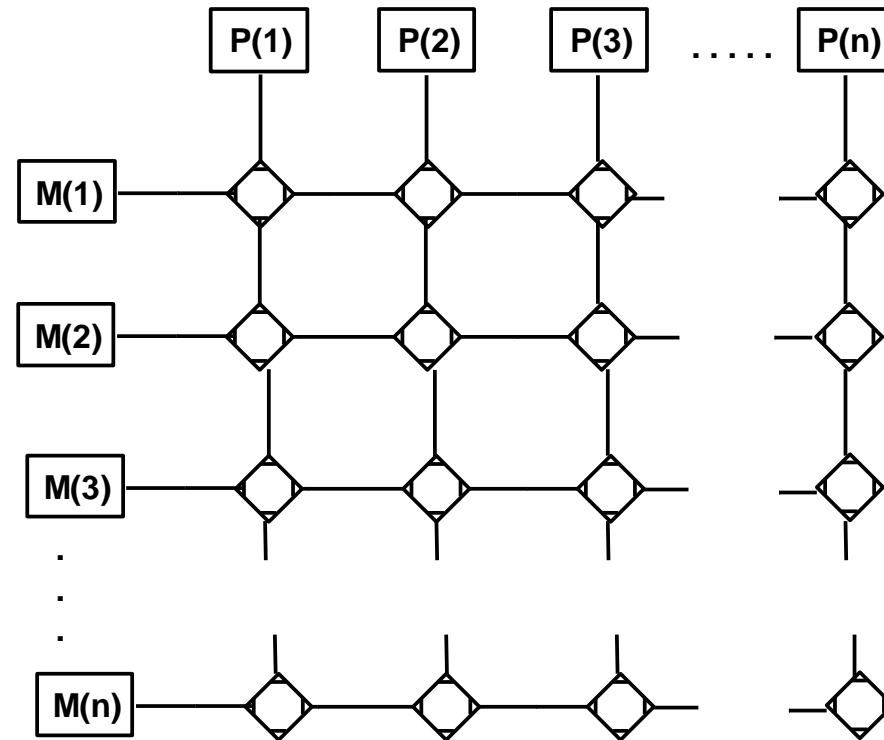 P(1) P(2) P(3) . . . . . P(n)
M(1)
M(2)
M(3)
.
.
.
M(n)